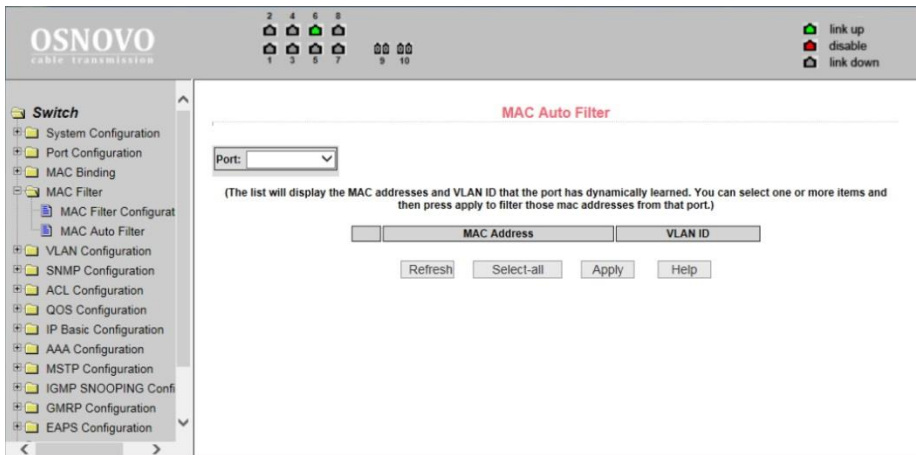 OSNOVO
cable transmission
2 4 6 8
1 3 5 7 9 10
link up
disable
link down
Switch
System Configuration
Port Configuration
MAC Binding
MAC Filter
MAC Filter Configurat
MAC Auto Filter
VLAN Configuration
SNMP Configuration
ACL Configuration
QOS Configuration
IP Basic Configuration
AAA Configuration
MSTP Configuration
IGMP SNOOPING Confi
GMRP Configuration
EAPS Configuration
MAC Auto Filter
Port:
(The list will display the MAC addresses and VLAN ID that the port has dynamically learned. You can select one or more items and
then press apply to filter those mac addresses from that port.)
MAC Address VLAN ID
Refresh Select-all Apply Help